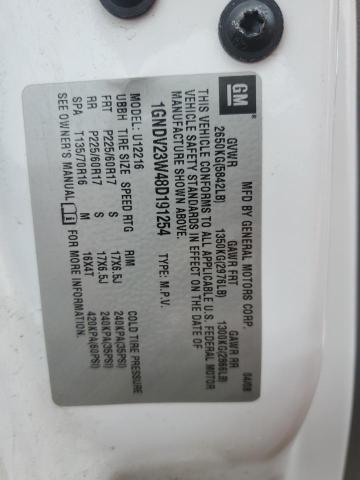 GM
MFD BY GENERAL MOTORS CORP. 04/08
GVWR GAWR FRT GAWR RR
2650KG(5842LB) 1350KG(2976LB) 1300KG(2866LB)
THIS VEHICLE CONFORMS TO ALL APPLICABLE U.S. FEDERAL MOTOR
VEHICLE SAFETY STANDARDS IN EFFECT ON THE DATE OF
MANUFACTURE SHOWN ABOVE.
1GNDV23W48D191254 TYPE: M.P.V.
UBBH MODEL: U12216
TIRE SIZE SPEED RTG RIM COLD TIRE PRESSURE
FRT P225/60R17 S 17X6.5J 240KPA(35PSI)
RR P225/60R17 S 17X6.5J 240KPA(35PSI)
SPA T135/70R16 M 16X4T 420KPA(60PSI)
SEE OWNER'S MANUAL FOR MORE INFORMATION.